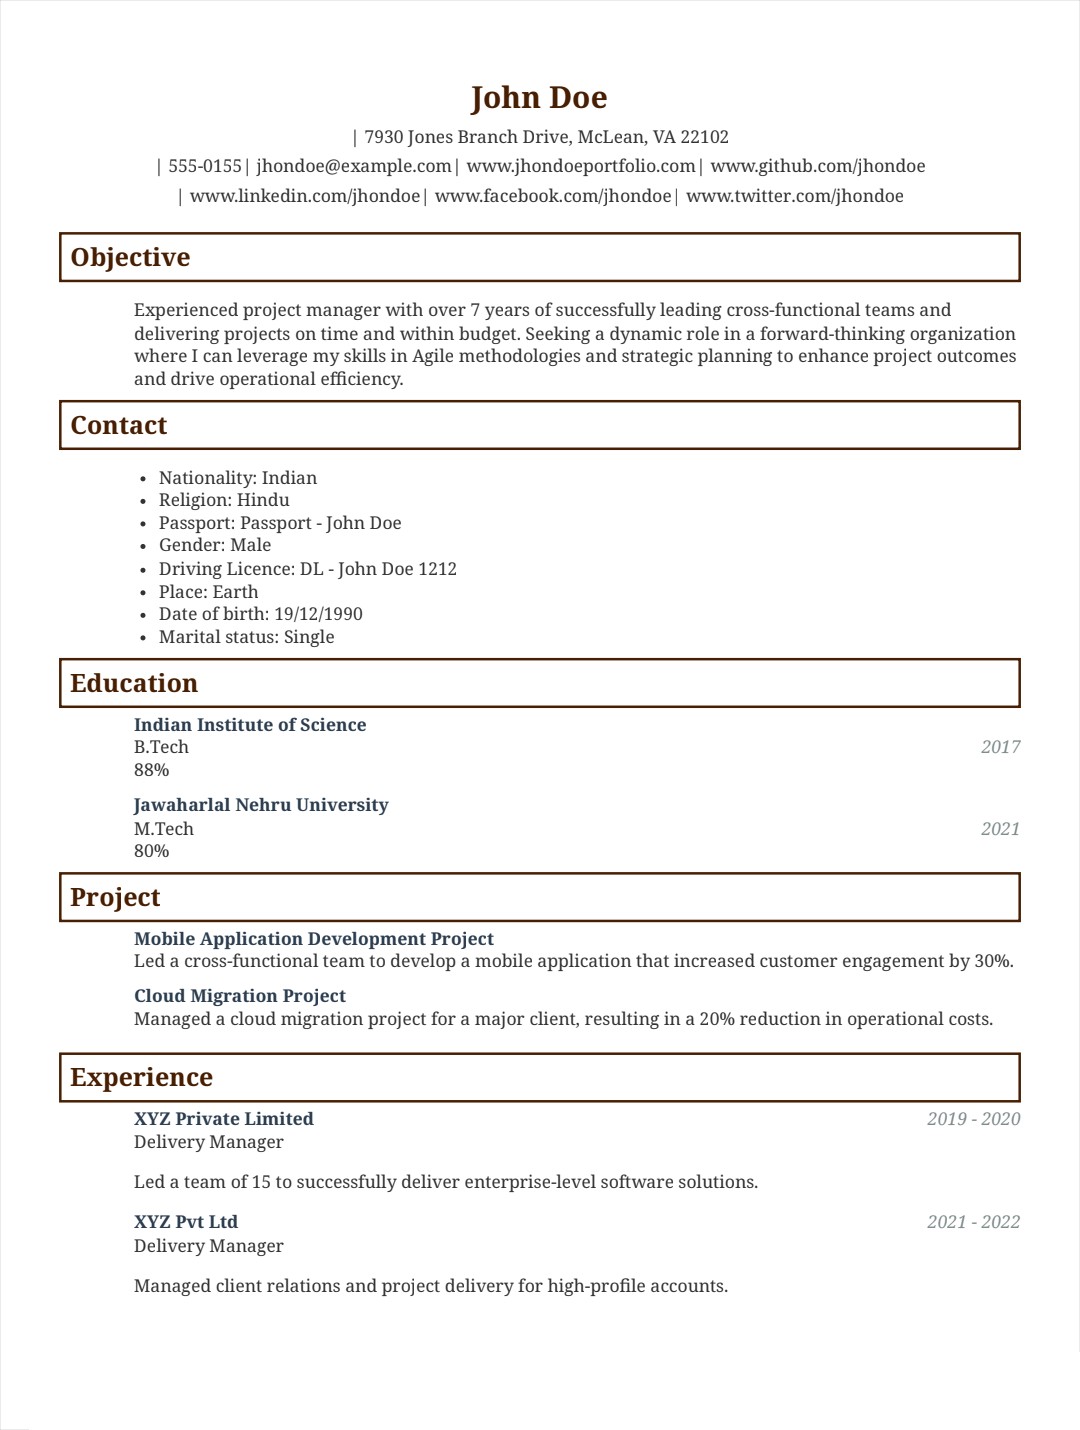 John Doe
| 7930 Jones Branch Drive, McLean, VA 22102
| 555-0155| jhondoe@example.com| www.jhondoeportfolio.com| www.github.com/jhondoe
| www.linkedin.com/jhondoe| www.facebook.com/jhondoe| www.twitter.com/jhondoe
Objective
Experienced project manager with over 7 years of successfully leading cross-functional teams and
delivering projects on time and within budget. Seeking a dynamic role in a forward-thinking organization
where I can leverage my skills in Agile methodologies and strategic planning to enhance project outcomes
and drive operational efficiency.
Contact
• Nationality: Indian
• Religion: Hindu
• Passport: Passport - John Doe
• Gender: Male
• Driving Licence: DL - John Doe 1212
• Place: Earth
• Date of birth: 19/12/1990
• Marital status: Single
Education
Indian Institute of Science
B.Tech 2017
88%
Jawaharlal Nehru University
M.Tech 2021
80%
Project
Mobile Application Development Project
Led a cross-functional team to develop a mobile application that increased customer engagement by 30%.
Cloud Migration Project
Managed a cloud migration project for a major client, resulting in a 20% reduction in operational costs.
Experience
XYZ Private Limited 2019 - 2020
Delivery Manager
Led a team of 15 to successfully deliver enterprise-level software solutions.
XYZ Pvt Ltd 2021 - 2022
Delivery Manager
Managed client relations and project delivery for high-profile accounts.